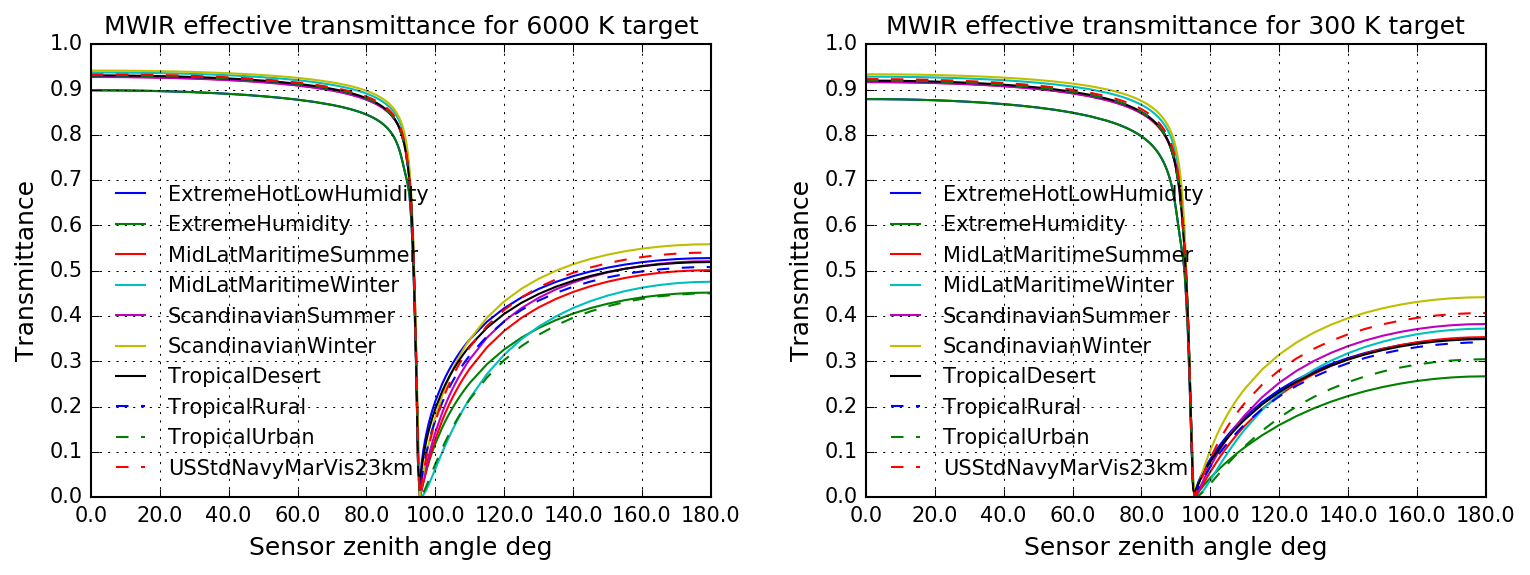 MWIR effective transmittance for 6000 K target
1.0
0.9
0.8
0.7
0.6
0.5
0.4
0.3
0.2
0.1
0.0
Transmittance
ExtremeHotLowHumidity
ExtremeHumidity
MidLatMaritimeSummer
MidLatMaritimeWinter
ScandinavianSummer
ScandinavianWinter
TropicalDesert
TropicalRural
TropicalUrban
USStdNavyMarVis23km
0.0 20.0 40.0 60.0 80.0 100.0 120.0 140.0 160.0 180.0
Sensor zenith angle deg
MWIR effective transmittance for 300 K target
1.0
0.9
0.8
0.7
0.6
0.5
0.4
0.3
0.2
0.1
0.0
Transmittance
ExtremeHotLowHumidity
ExtremeHumidity
MidLatMaritimeSummer
MidLatMaritimeWinter
ScandinavianSummer
ScandinavianWinter
TropicalDesert
TropicalRural
TropicalUrban
USStdNavyMarVis23km
0.0 20.0 40.0 60.0 80.0 100.0 120.0 140.0 160.0 180.0
Sensor zenith angle deg